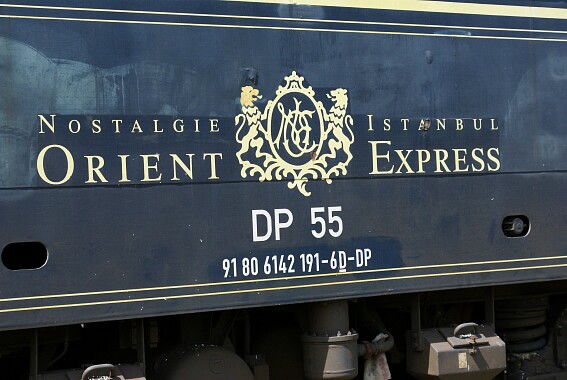 NOSTALGIE ISTANBUL
ORIENT EXPRESS
DP 55
91 80 6142 191-6D-DP